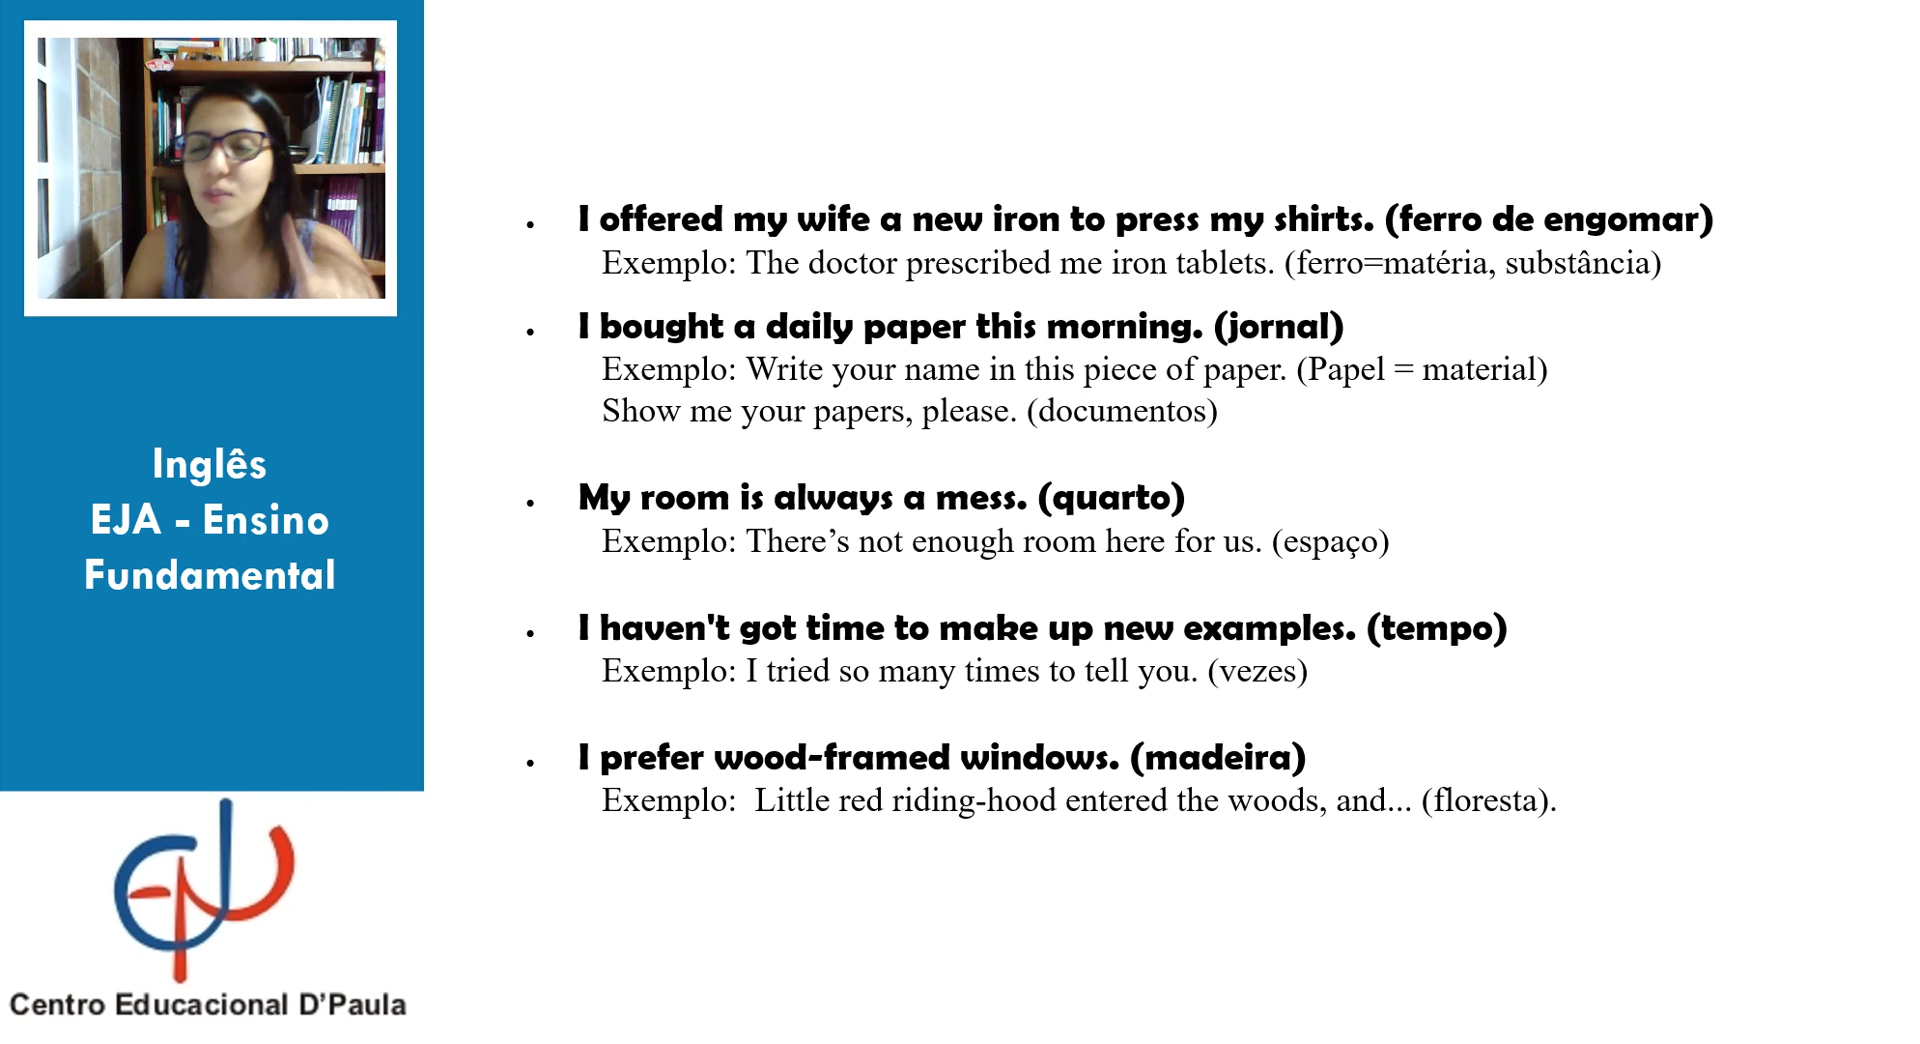 Inglês
EJA - Ensino
Fundamental
Centro Educacional D'Paula
• I offered my wife a new iron to press my shirts. (ferro de engomar)
Exemplo: The doctor prescribed me iron tablets. (ferro=matéria, substância)
• I bought a daily paper this morning. (jornal)
Exemplo: Write your name in this piece of paper. (Papel = material)
Show me your papers, please. (documentos)
• My room is always a mess. (quarto)
Exemplo: There’s not enough room here for us. (espaço)
• I haven't got time to make up new examples. (tempo)
Exemplo: I tried so many times to tell you. (vezes)
• I prefer wood-framed windows. (madeira)
Exemplo:  Little red riding-hood entered the woods, and... (floresta).